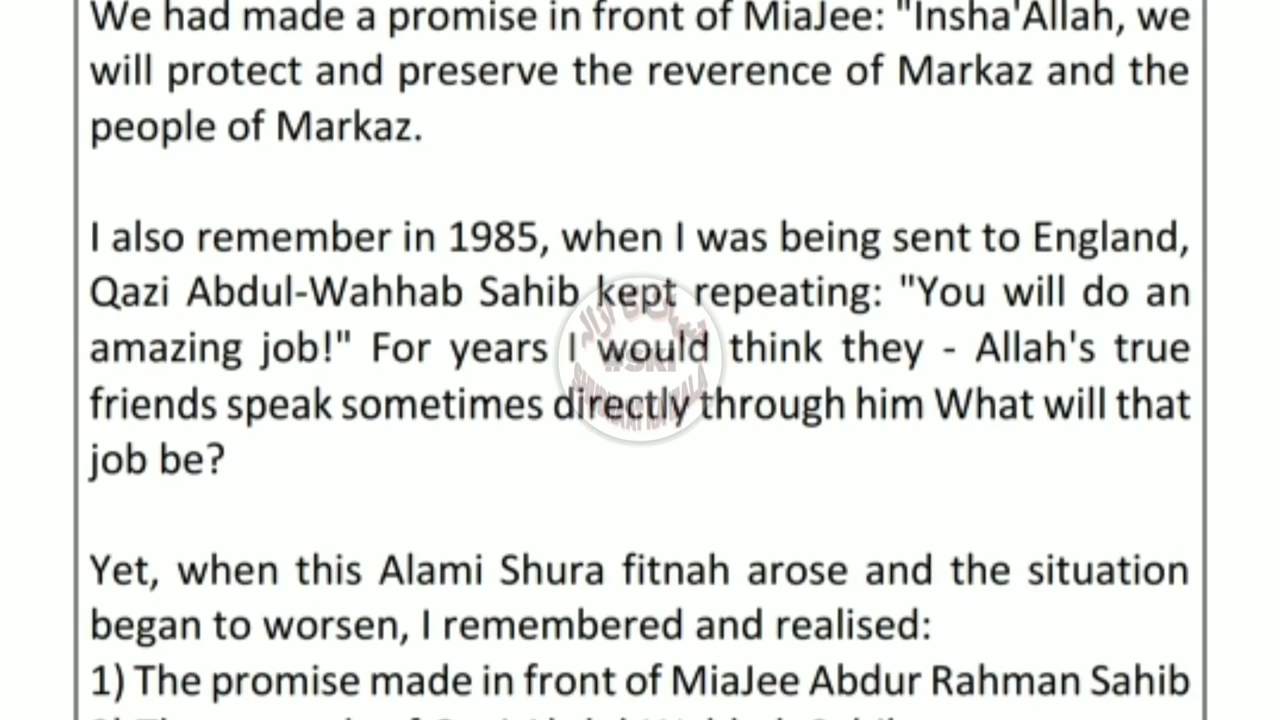 We had made a promise in front of MiaJee: "Insha'Allah, we
will protect and preserve the reverence of Markaz and the
people of Markaz.
I also remember in 1985, when I was being sent to England,
Qazi Abdul-Wahhab Sahib kept repeating: "You will do an
amazing job!" For years I would think they - Allah's true
friends speak sometimes directly through him What will that
job be?
Yet, when this Alami Shura fitnah arose and the situation
began to worsen, I remembered and realised:
1) The promise made in front of MiaJee Abdur Rahman Sahib
#SKI